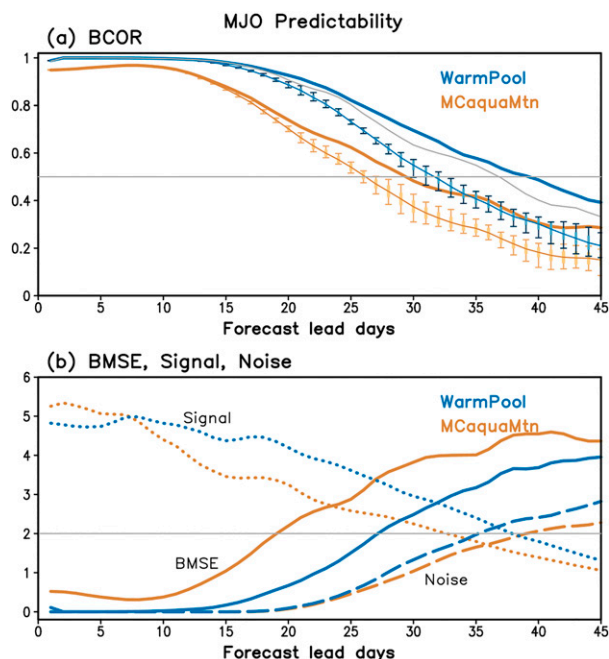 MJO Predictability
(a) BCOR
1
0.8
0.6
0.4
0.2
0
WarmPool
MCaquaMtn
0 5 10 15 20 25 30 35 40 45
Forecast lead days
(b) BMSE, Signal, Noise
6
5
4
3
2
1
0
Signal
WarmPool
MCaquaMtn
BMSE
Noise
0 5 10 15 20 25 30 35 40 45
Forecast lead days